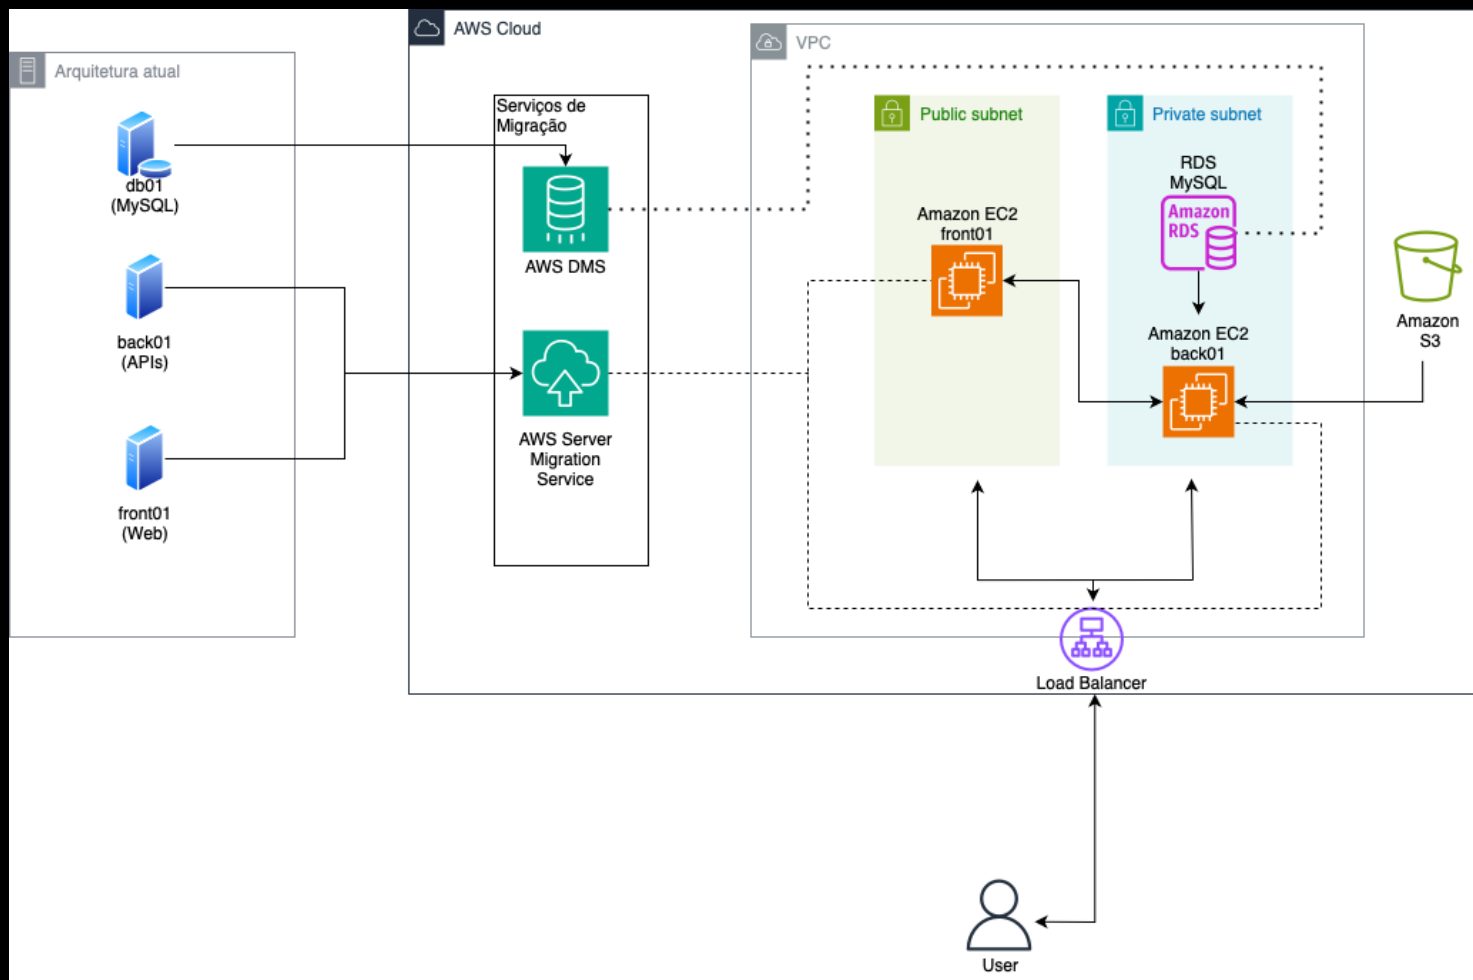 AWS Cloud
VPC
Arquitetura atual
Serviços de
Migração
Public subnet
Private subnet
RDS
MySQL
Amazon
RDS
db01
(MySQL)
Amazon EC2
front01
AWS DMS
Amazon
S3
back01
(APIs)
Amazon EC2
back01
AWS Server
Migration
Service
front01
(Web)
Load Balancer
User